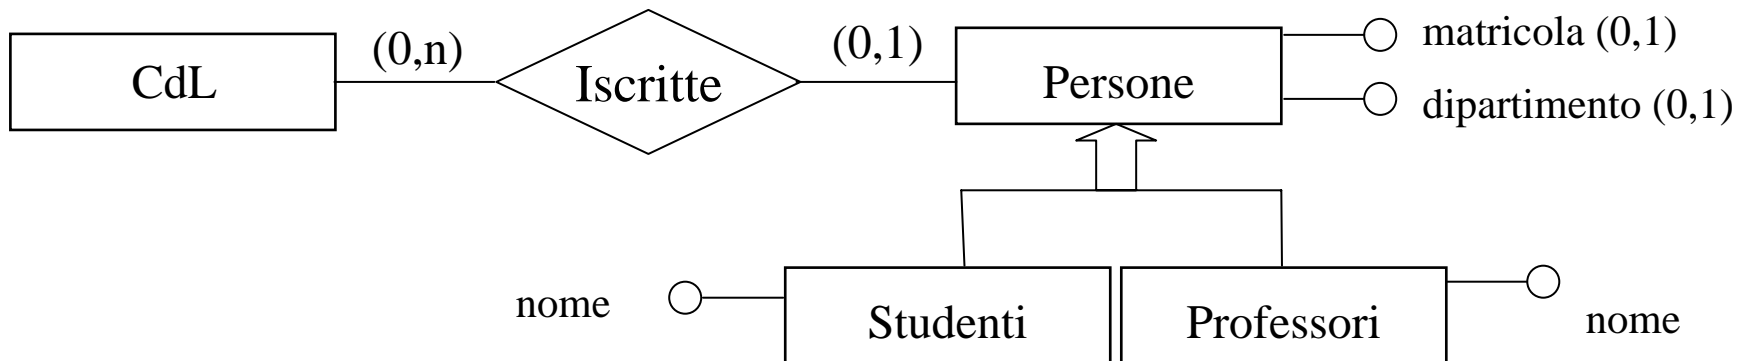 CdL
(0,n)
Iscritte
(0,1)
Persone
matricola (0,1)
dipartimento (0,1)
nome
Studenti
Professori
nome